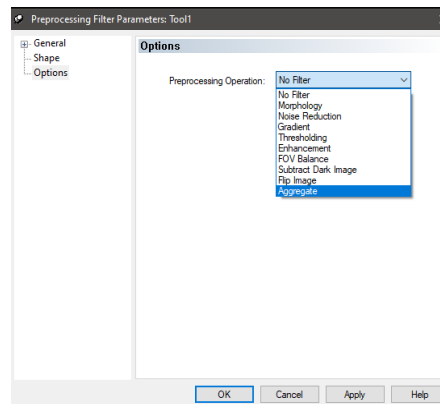 Preprocessing Filter Parameters: Tool1
General
Shape
Options
Options
Preprocessing Operation: No Filter
No Filter
Morphology
Noise Reduction
Gradient
Thresholding
Enhancement
FOV Balance
Subtract Dark Image
Flip Image
Aggregate
OK Cancel Apply Help